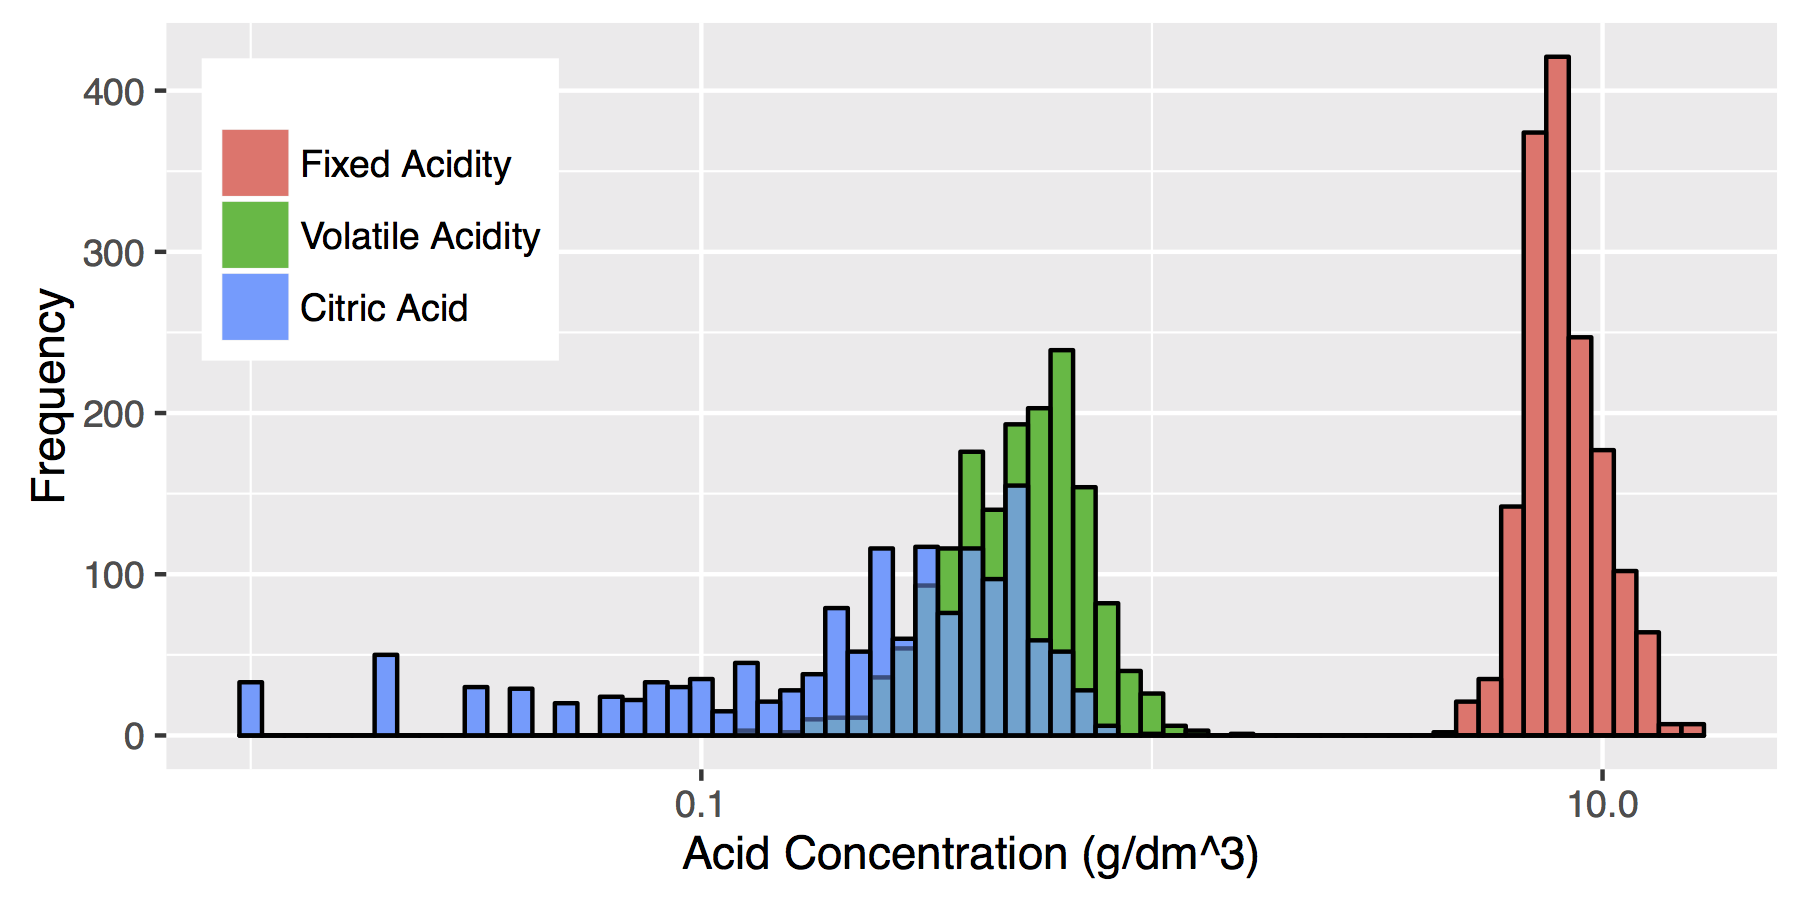 400
300
200
100
0
Frequency
Fixed Acidity
Volatile Acidity
Citric Acid
0.1
10.0
Acid Concentration (g/dm^3)